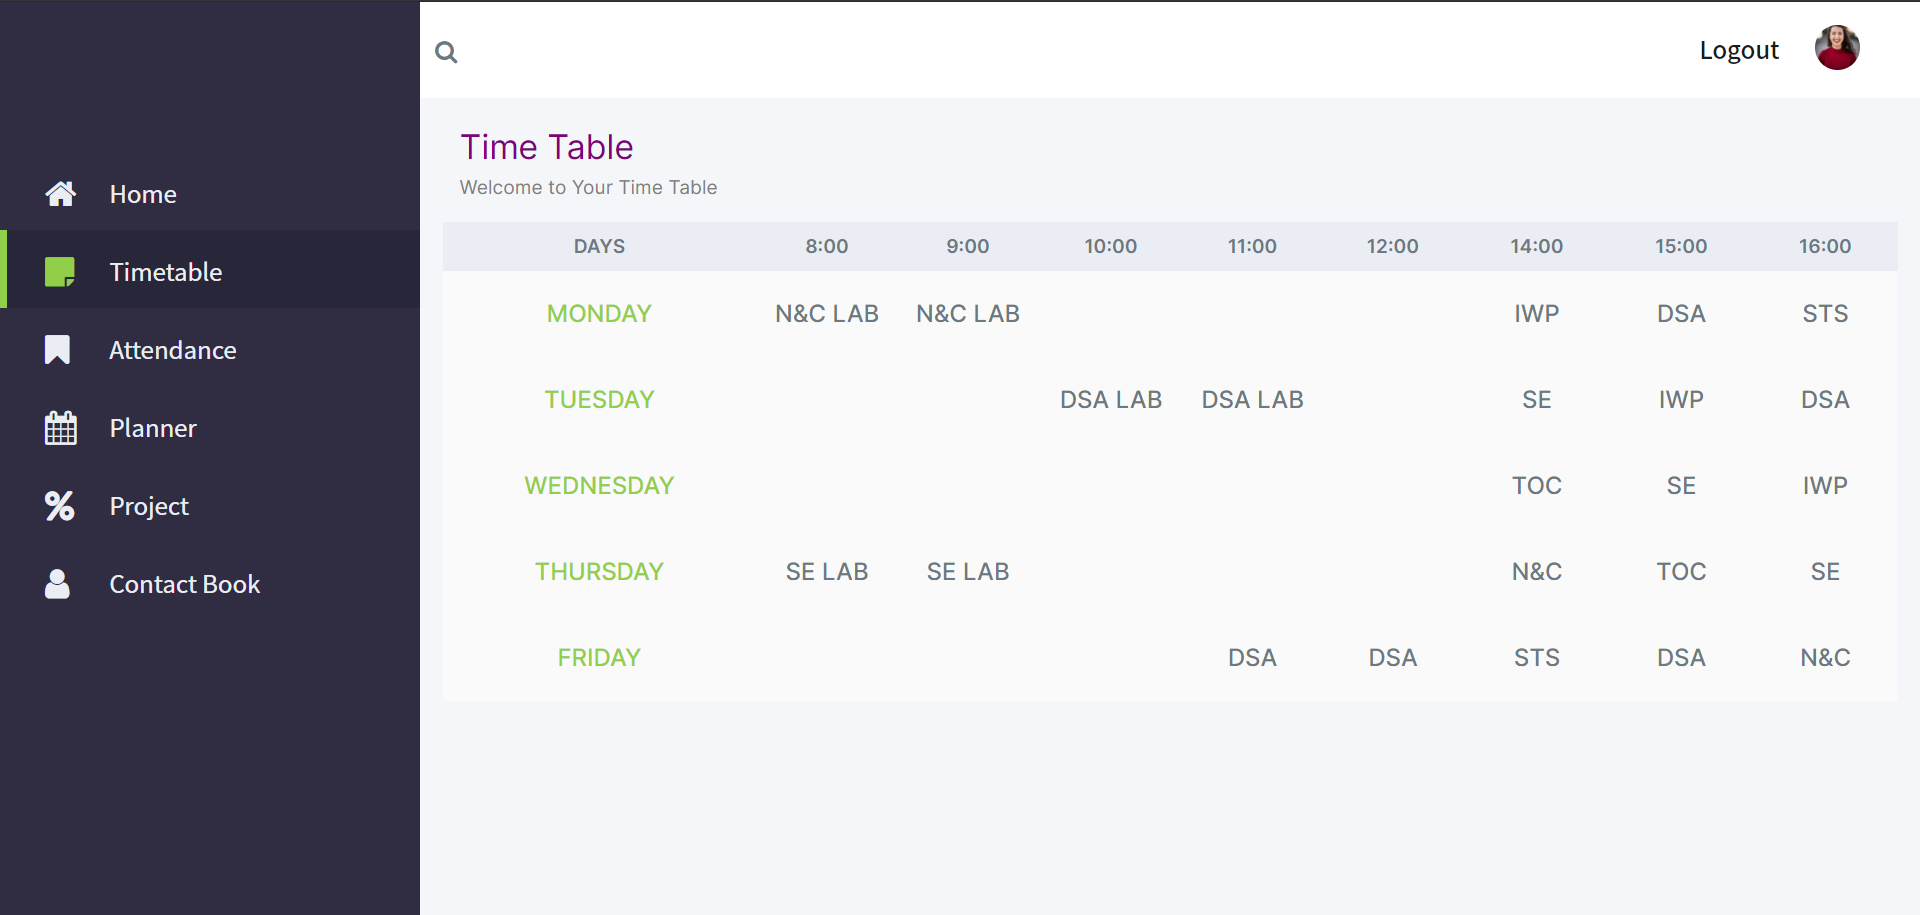 Logout
Home
Timetable
Attendance
Planner
Project
Contact Book
Time Table
Welcome to Your Time Table
DAYS 8:00 9:00 10:00 11:00 12:00 14:00 15:00 16:00
MONDAY N&C LAB N&C LAB IWP DSA STS
TUESDAY DSA LAB DSA LAB SE IWP DSA
WEDNESDAY TOC SE IWP
THURSDAY SE LAB SE LAB N&C TOC SE
FRIDAY DSA DSA STS DSA N&C